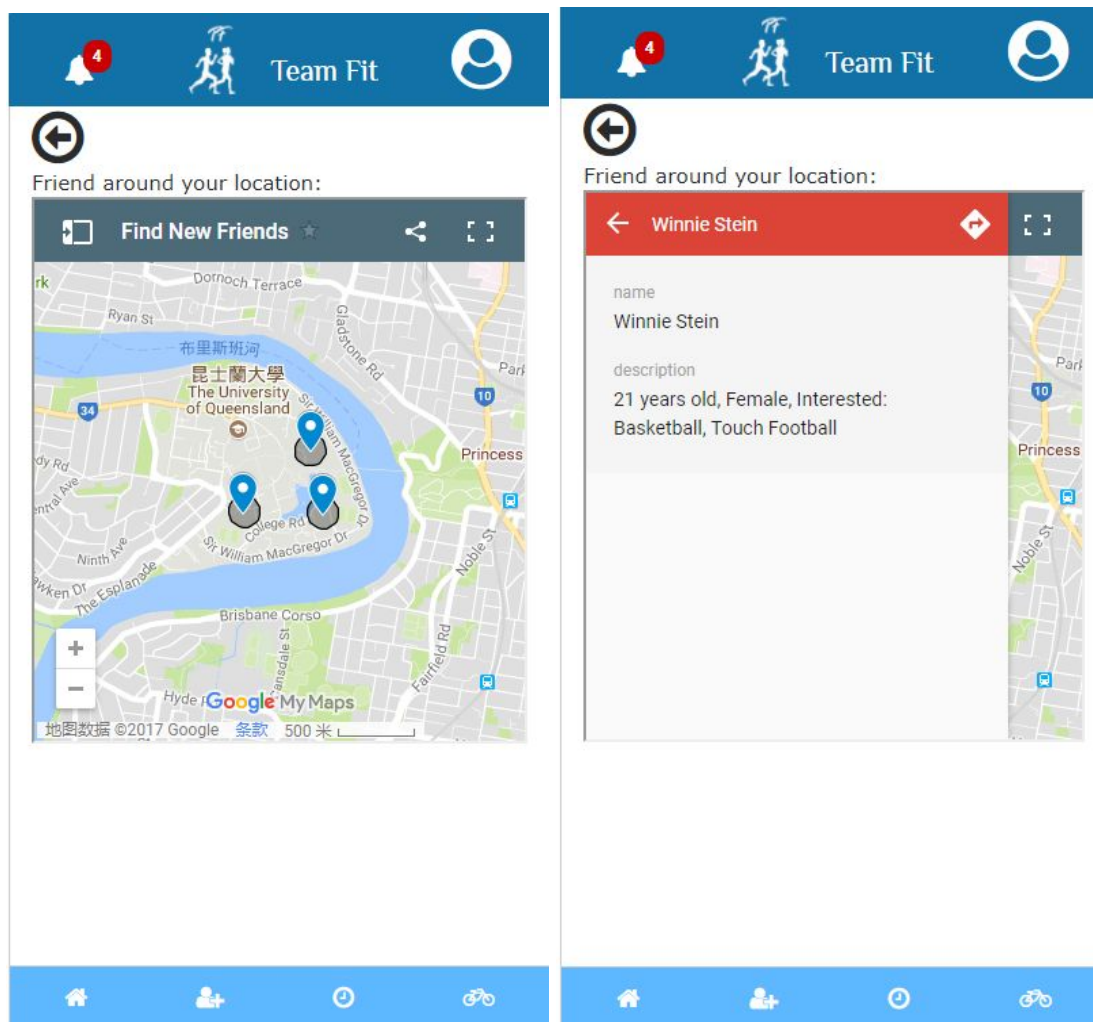 4
Team Fit
Friend around your location:
Find New Friends
rk
Dornoch Terrace
Ryan St
Gladstone Rd
布里斯班河
昆士蘭大學
The University
of Queensland
Park
10
34
Sir William MacGregor Dr
Princess
dy Rd
College Rd
Ninth Ave
Sir William MacGregor Dr
wken Dr
The Esplanade
Noble St
Brisbane Corso
Fairfield Rd
+
−
Hyde
Google My Maps
地图数据 ©2017 Google 条款 500 米
4
Team Fit
Friend around your location:
Winnie Stein
name
Winnie Stein
description
21 years old, Female, Interested:
Basketball, Touch Football
Park
10
Princess
Noble St